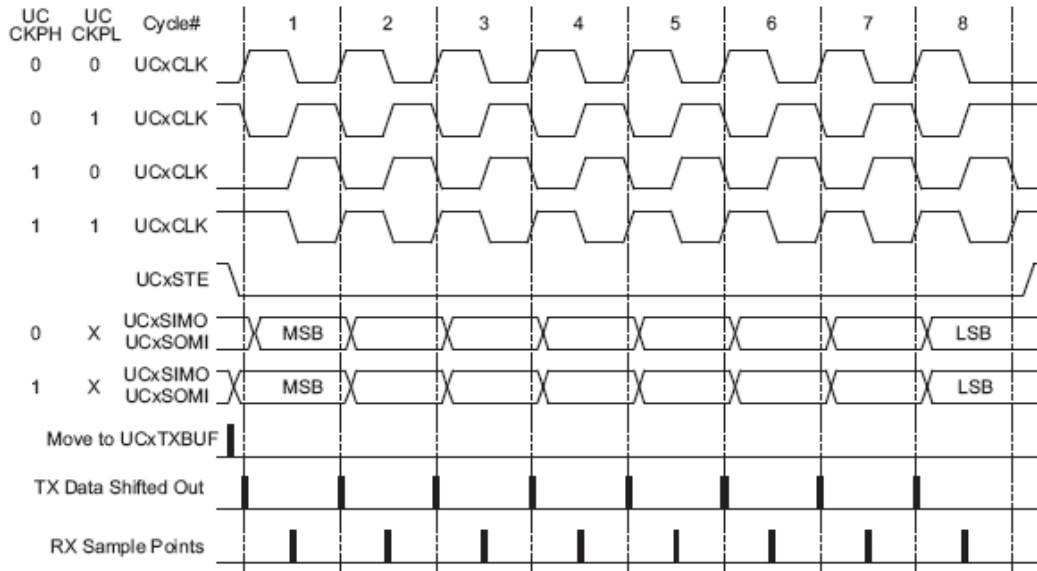 UC CKPH UC CKPL Cycle# 1 2 3 4 5 6 7 8
0 0 UCxCLK
0 1 UCxCLK
1 0 UCxCLK
1 1 UCxCLK
UCxSTE
0 X UCxSIMO UCxSOMI MSB LSB
1 X UCxSIMO UCxSOMI MSB LSB
Move to UCxTXBUF
TX Data Shifted Out
RX Sample Points